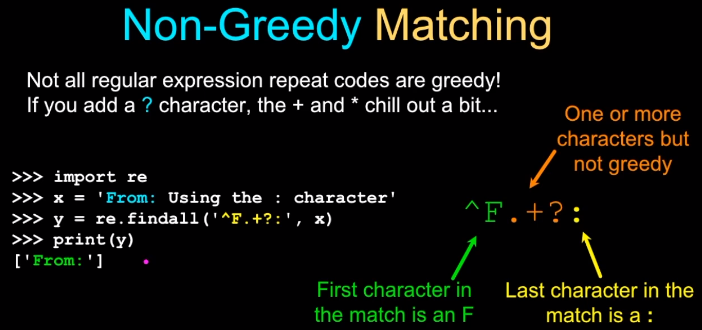 Non-Greedy Matching
Not all regular expression repeat codes are greedy!
If you add a ? character, the + and * chill out a bit...
One or more
characters but
not greedy
>>> import re
>>> x = 'From: Using the : character'
>>> y = re.findall('^F.+?:', x)
>>> print(y)
['From:']
^F.+?:
First character in
the match is an F
Last character in the
match is a :